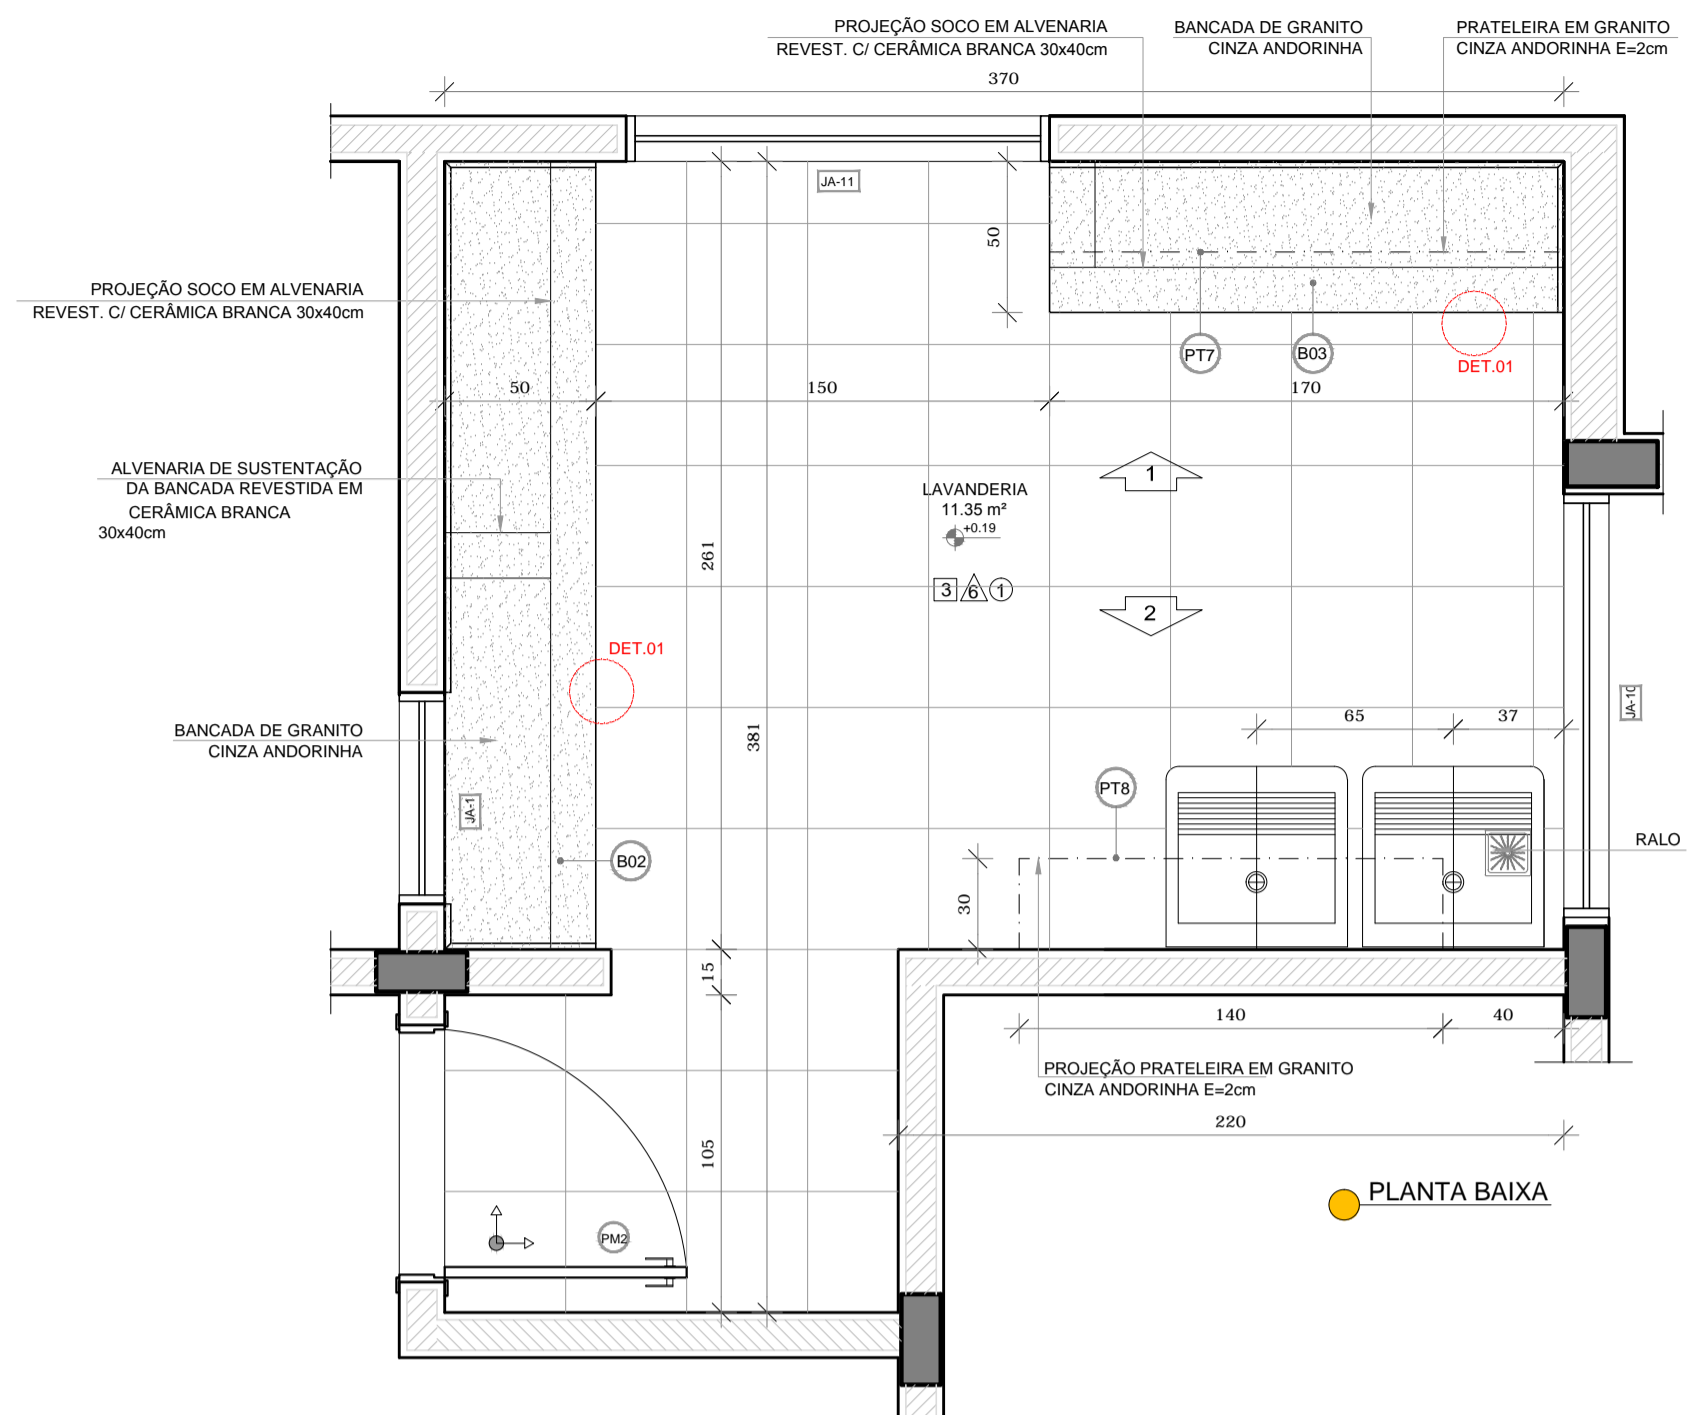 PROJEÇÃO SOCO EM ALVENARIA
REVEST. C/ CERÂMICA BRANCA 30x40cm
BANCADA DE GRANITO
CINZA ANDORINHA
PRATELEIRA EM GRANITO
CINZA ANDORINHA E=2cm
370
JA-11
50
PROJEÇÃO SOCO EM ALVENARIA
REVEST. C/ CERÂMICA BRANCA 30x40cm
PT7
B03
DET.01
50
150
170
ALVENARIA DE SUSTENTAÇÃO
DA BANCADA REVESTIDA EM
CERÂMICA BRANCA
30x40cm
1
LAVANDERIA
11.35 m²
+0.19
261
3
6
1
2
DET.01
JA-10
BANCADA DE GRANITO
CINZA ANDORINHA
381
65
37
JA-1
PT8
RALO
B02
30
15
140
40
PROJEÇÃO PRATELEIRA EM GRANITO
CINZA ANDORINHA E=2cm
220
105
PLANTA BAIXA
PM2